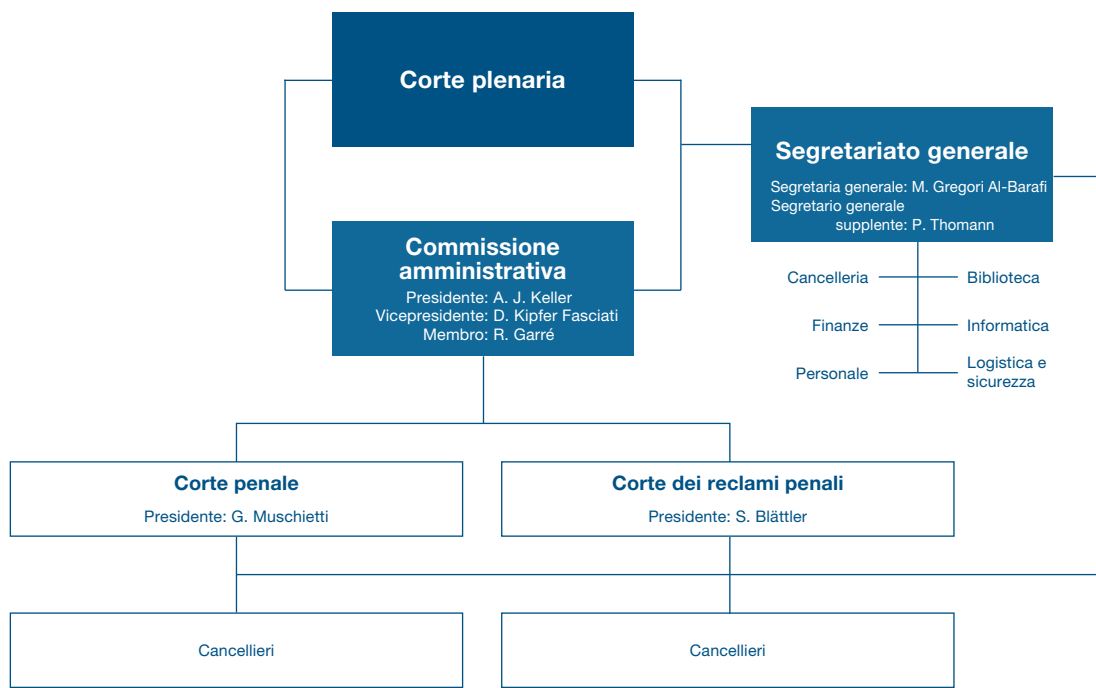 Corte plenaria
Segretariato generale
Segretaria generale: M. Gregori Al-Barafi
Segretario generale
supplente: P. Thomann
Commissione
amministrativa
Presidente: A. J. Keller
Vicepresidente: D. Kipfer Fasciati
Membro: R. Garré
Cancelleria
Biblioteca
Finanze
Informatica
Personale
Logistica e
sicurezza
Corte penale
Presidente: G. Muschietti
Corte dei reclami penali
Presidente: S. Blättler
Cancellieri
Cancellieri